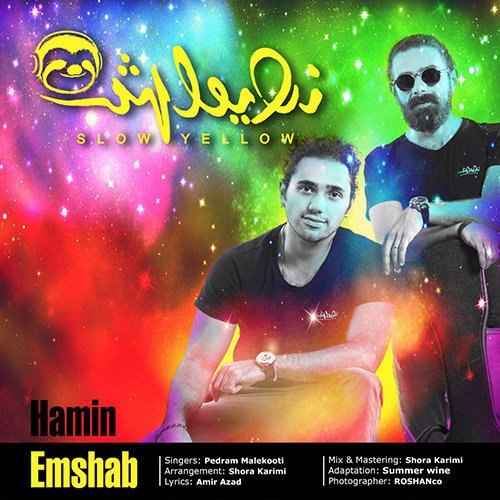 SLOW YELLOW
Hamin
Emshab
Singers: Pedram Malekooti
Arrangement: Shora Karimi
Lyrics: Amir Azad
Mix & Mastering: Shora Karimi
Adaptation: Summer wine
Photographer: ROSHANco